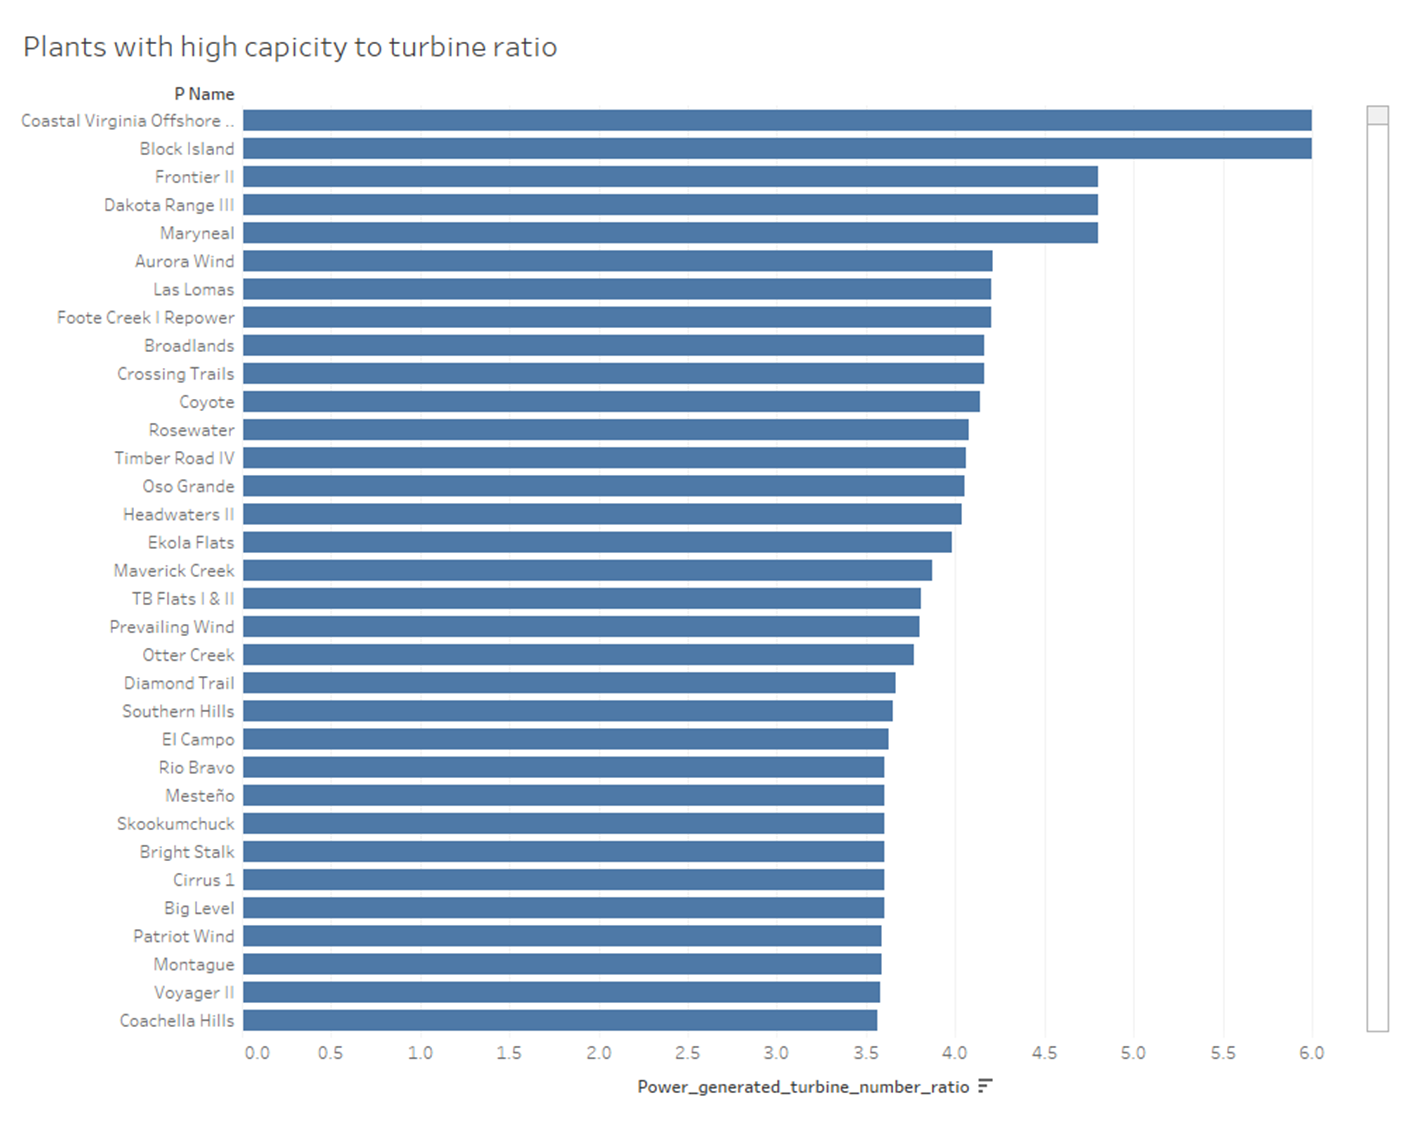 Plants with high capicity to turbine ratio
P Name
Coastal Virginia Offshore ..
Block Island
Frontier II
Dakota Range III
Maryneal
Aurora Wind
Las Lomas
Foote Creek I Repower
Broadlands
Crossing Trails
Coyote
Rosewater
Timber Road IV
Oso Grande
Headwaters II
Ekola Flats
Maverick Creek
TB Flats I & II
Prevailing Wind
Otter Creek
Diamond Trail
Southern Hills
El Campo
Rio Bravo
Mesteño
Skookumchuck
Bright Stalk
Cirrus 1
Big Level
Patriot Wind
Montague
Voyager II
Coachella Hills
0.0 0.5 1.0 1.5 2.0 2.5 3.0 3.5 4.0 4.5 5.0 5.5 6.0
Power_generated_turbine_number_ratio